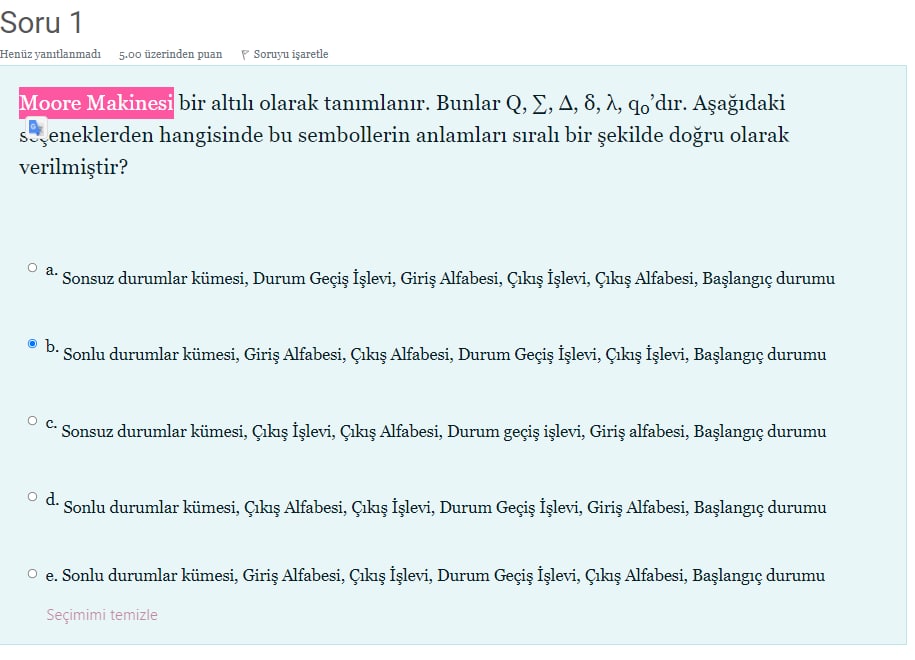 Soru 1
Henüz yanıtlanmadı 5.00 üzerinden puan Soruyu işaretle
Moore Makinesi bir altılı olarak tanımlanır. Bunlar Q, ∑, Δ, δ, λ, q₀'dır. Aşağıdaki
seçeneklerden hangisinde bu sembollerin anlamları sıralı bir şekilde doğru olarak
verilmiştir?
a. Sonsuz durumlar kümesi, Durum Geçiş İşlevi, Giriş Alfabesi, Çıkış İşlevi, Çıkış Alfabesi, Başlangıç durumu
b. Sonlu durumlar kümesi, Giriş Alfabesi, Çıkış Alfabesi, Durum Geçiş İşlevi, Çıkış İşlevi, Başlangıç durumu
c. Sonsuz durumlar kümesi, Çıkış İşlevi, Çıkış Alfabesi, Durum geçiş işlevi, Giriş alfabesi, Başlangıç durumu
d. Sonlu durumlar kümesi, Çıkış Alfabesi, Çıkış İşlevi, Durum Geçiş İşlevi, Giriş Alfabesi, Başlangıç durumu
e. Sonlu durumlar kümesi, Giriş Alfabesi, Çıkış İşlevi, Durum Geçiş İşlevi, Çıkış Alfabesi, Başlangıç durumu
Seçimimi temizle